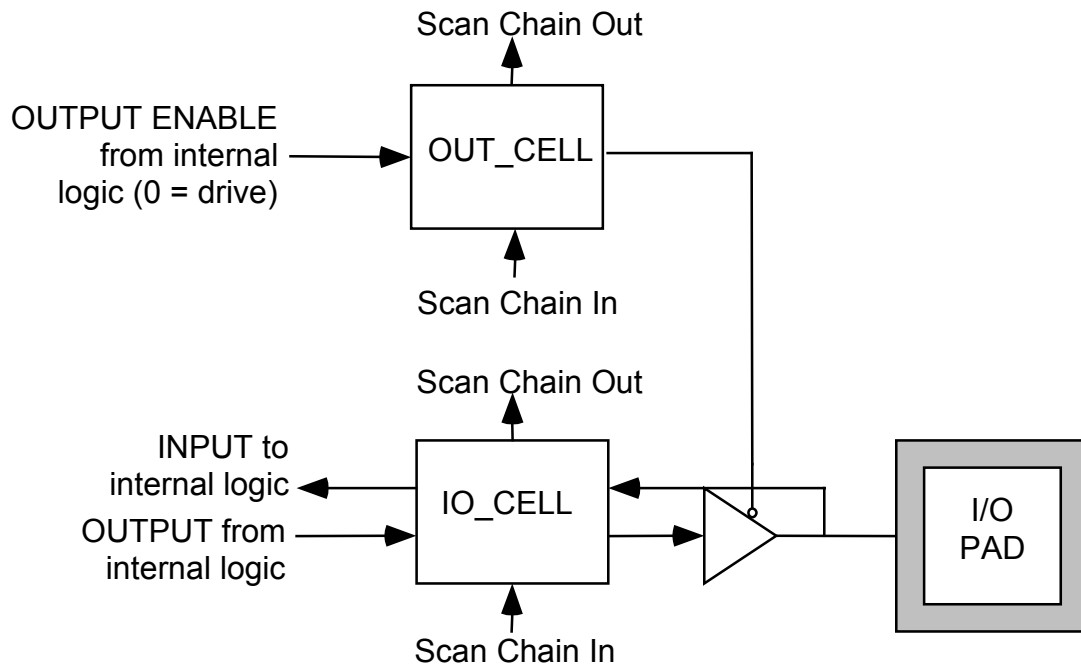 Scan Chain Out
OUTPUT ENABLE
from internal
logic (0 = drive)
OUT_CELL
Scan Chain In
Scan Chain Out
INPUT to
internal logic
OUTPUT from
internal logic
IO_CELL
I/O
PAD
Scan Chain In